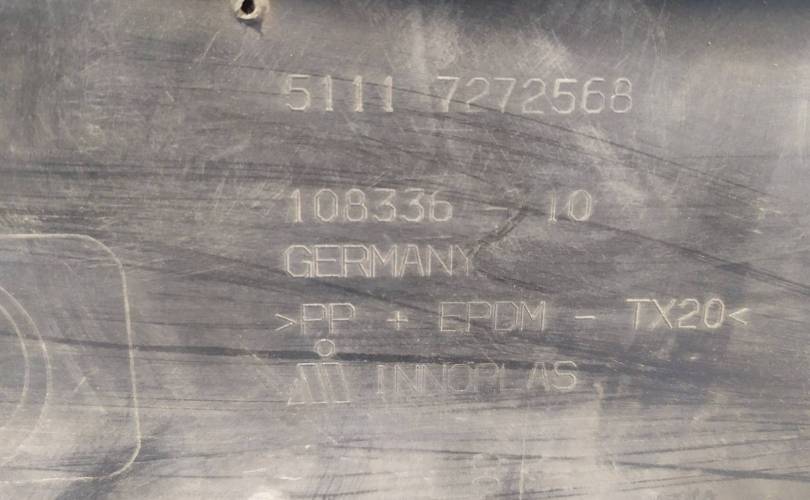 5111 7272568
108336 - 10
GERMANY
>PP + EPDM - TX20<
INNOPLAS